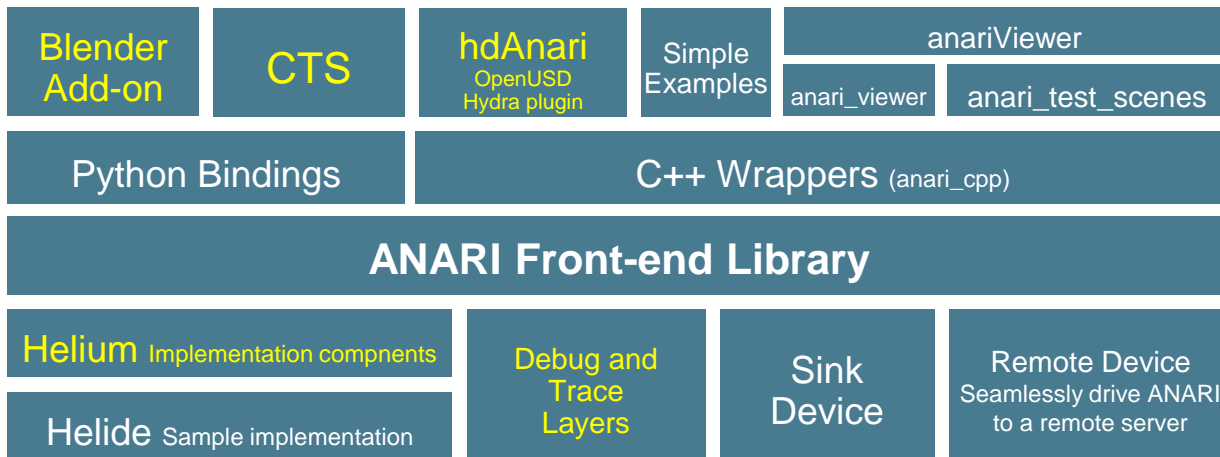 Blender
Add-on
CTS
hdAnari
OpenUSD
Hydra plugin
Simple
Examples
anariViewer
anari_viewer
anari_test_scenes
Python Bindings
C++ Wrappers (anari_cpp)
ANARI Front-end Library
Helium Implementation compnents
Helide Sample implementation
Debug and
Trace
Layers
Sink
Device
Remote Device
Seamlessly drive ANARI
to a remote server